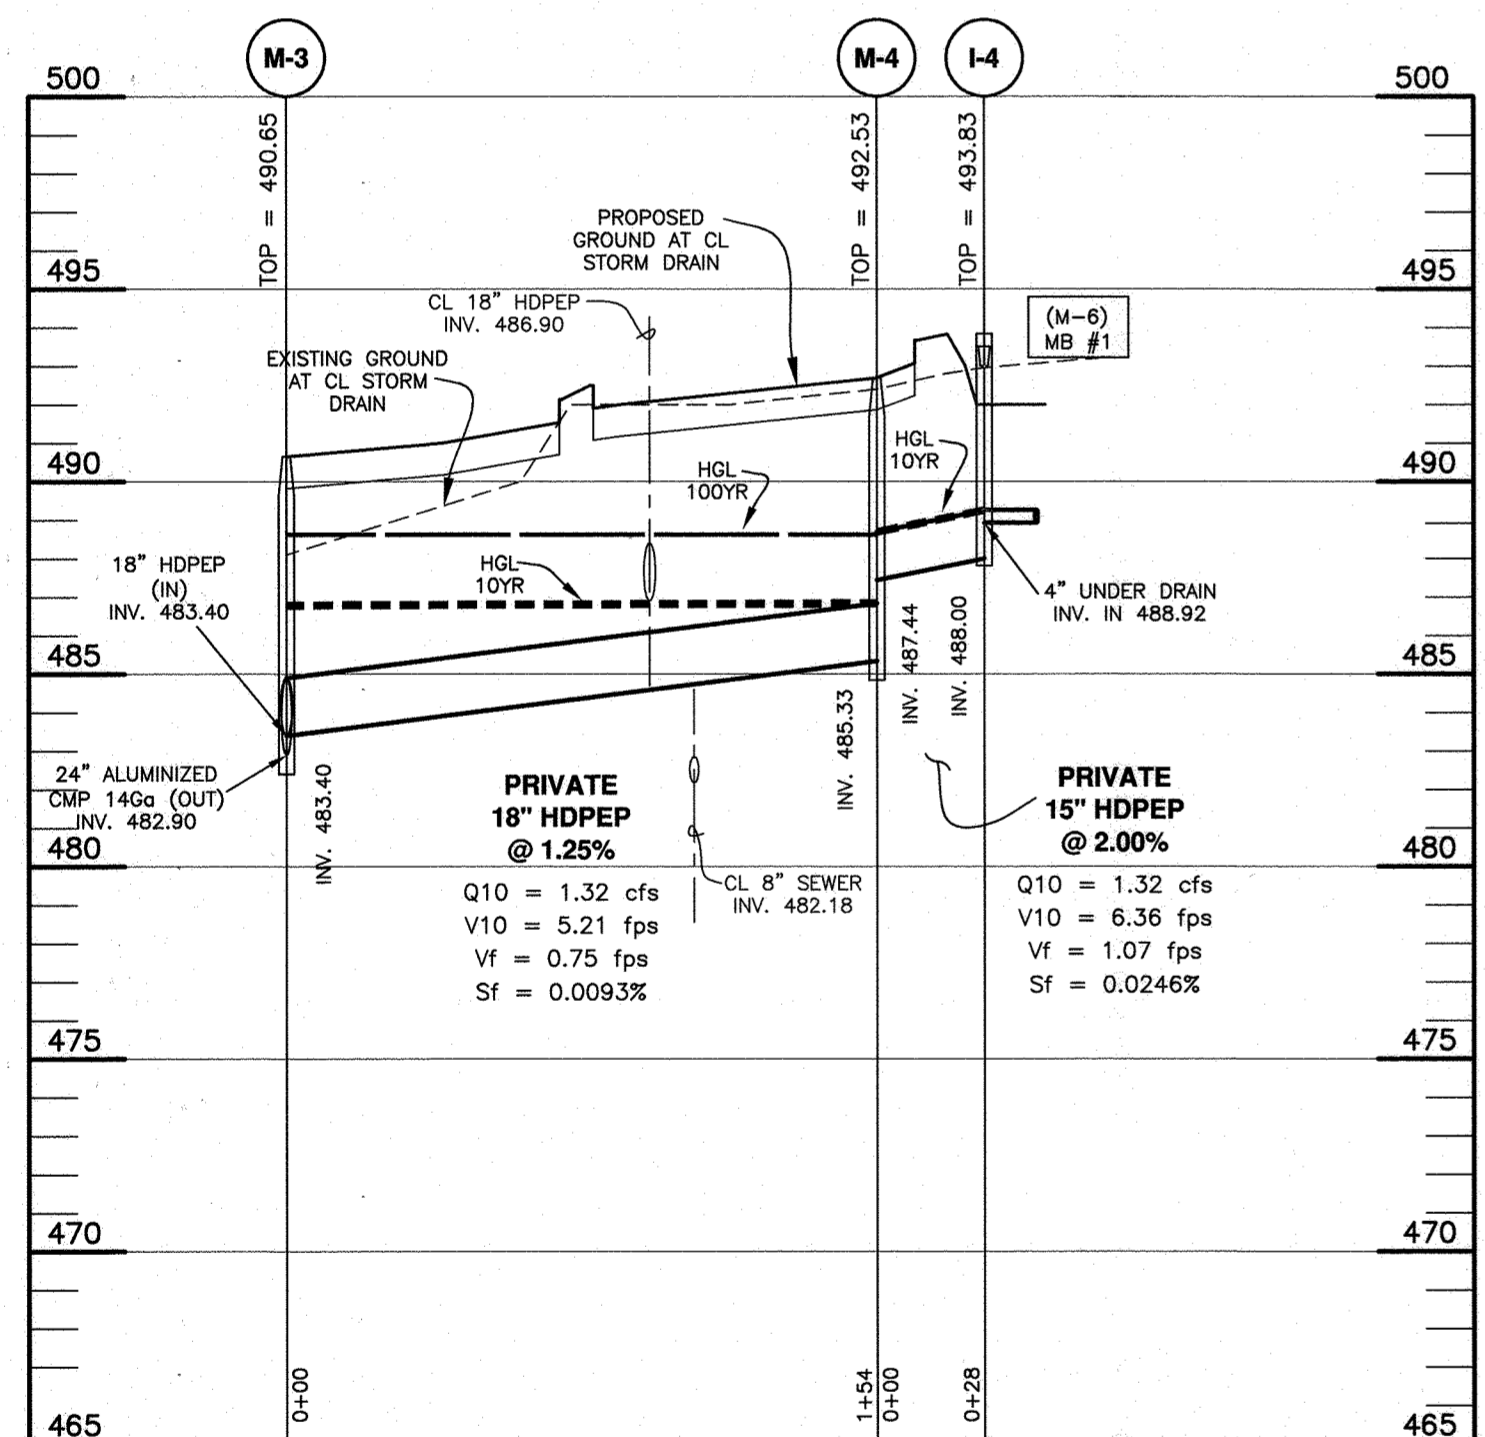 M-3
M-4
I-4
500
500
TOP = 490.65
TOP = 492.53
TOP = 493.83
PROPOSED
GROUND AT CL
STORM DRAIN
495
495
CL 18" HDPEP
INV. 486.90
(M-6)
MB #1
EXISTING GROUND
AT CL STORM
DRAIN
HGL
10YR
HGL
100YR
490
490
18" HDPEP
(IN)
INV. 483.40
HGL
10YR
4" UNDER DRAIN
INV. IN 488.92
INV. 487.44
INV. 488.00
485
485
INV. 485.33
24" ALUMINIZED
CMP 14Ga (OUT)
INV. 482.90
INV. 483.40
PRIVATE
18" HDPEP
@ 1.25%
PRIVATE
15" HDPEP
@ 2.00%
480
480
CL 8" SEWER
INV. 482.18
Q10 = 1.32 cfs
V10 = 5.21 fps
Vf = 0.75 fps
Sf = 0.0093%
Q10 = 1.32 cfs
V10 = 6.36 fps
Vf = 1.07 fps
Sf = 0.0246%
475
475
470
470
0+00
1+54
0+00
0+28
465
465